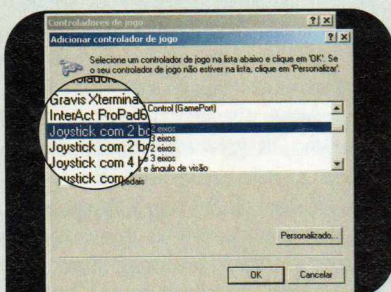 Controladores de jogo
Adicionar controlador de jogo
Selecione um controlador de jogo na lista abaixo e clique em 'OK'. Se
o seu controlador de jogo não estiver na lista, clique em 'Personalizar'.
Gravis Xtermina
Control (GamePort)
InterAct ProPad6
Joystick com 2 bo
2 eixos
Joystick com 2 b
3 eixos
2 eixos
Joystick com 4
e 3 eixos
e ângulo de visão
pedais
Personalizado...
OK
Cancelar